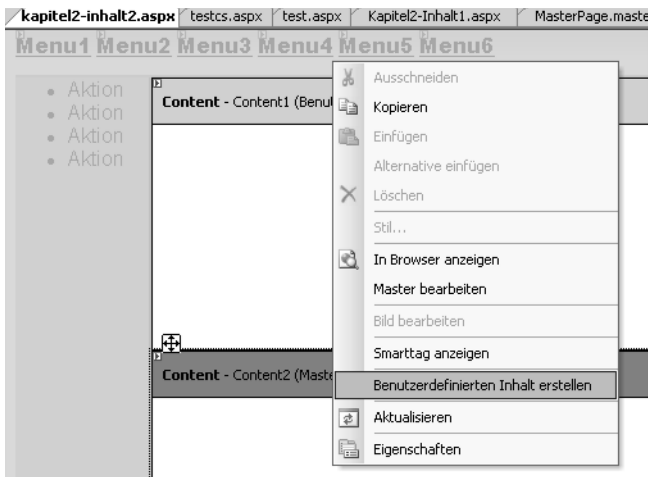 kapitel2-inhalt2.aspx testcs.aspx test.aspx Kapitel2-Inhalt1.aspx MasterPage.maste
Menu1 Menu2 Menu3 Menu4 Menu5 Menu6
Aktion
Aktion
Aktion
Aktion
Content - Content1 (Benu
Ausschneiden
Kopieren
Einfügen
Alternative einfügen
Löschen
Stil...
In Browser anzeigen
Master bearbeiten
Bild bearbeiten
Smarttag anzeigen
Content - Content2 (Maste
Benutzerdefinierten Inhalt erstellen
Aktualisieren
Eigenschaften